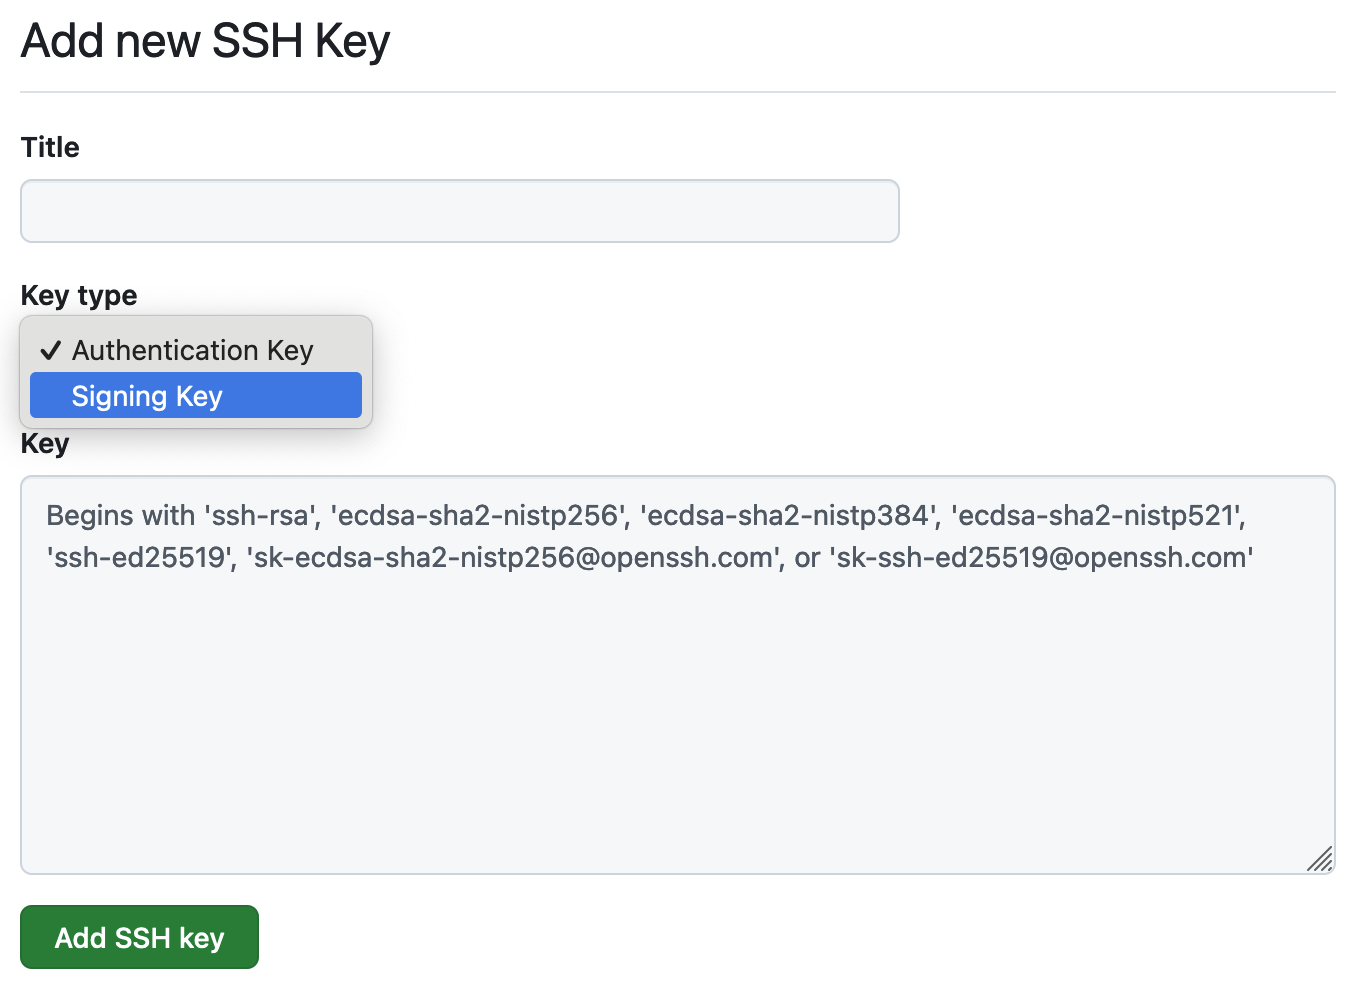 Add new SSH Key
Title
Key type
✓ Authentication Key
Signing Key
Key
Begins with 'ssh-rsa', 'ecdsa-sha2-nistp256', 'ecdsa-sha2-nistp384', 'ecdsa-sha2-nistp521',
'ssh-ed25519', 'sk-ecdsa-sha2-nistp256@openssh.com', or 'sk-ssh-ed25519@openssh.com'
Add SSH key